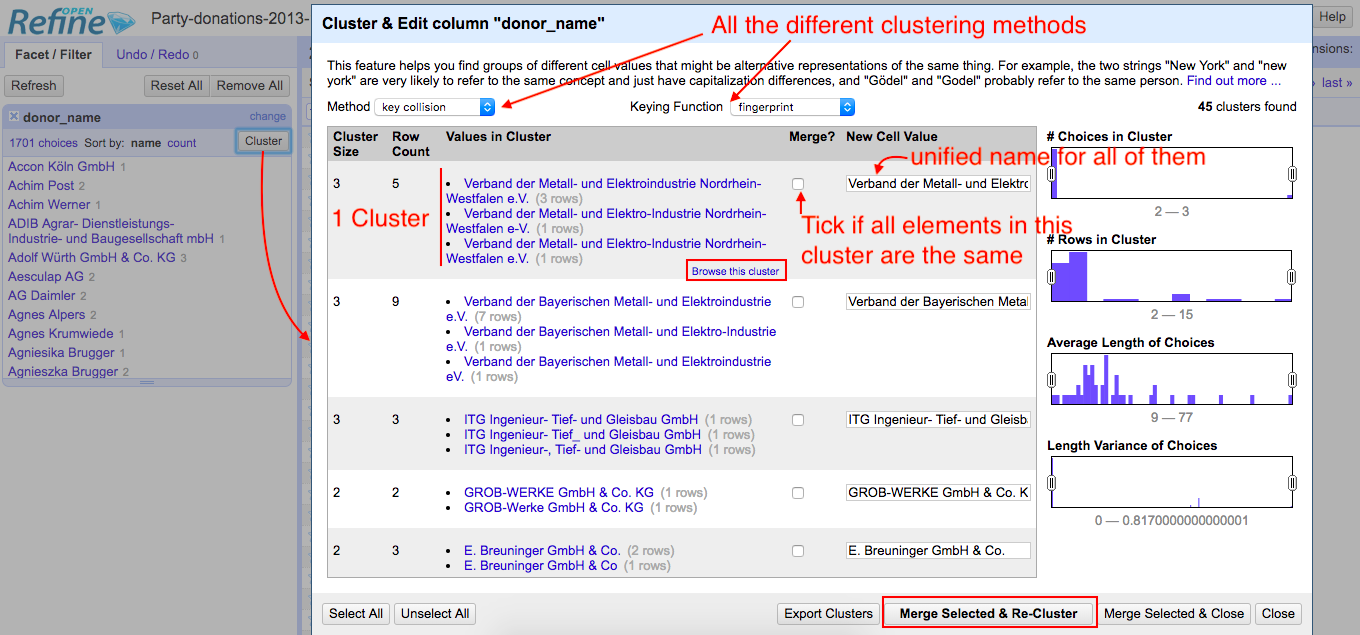 OPEN
Refine
Party-donations-2013-
Help
Facet / Filter
Undo / Redo 0
Refresh
Reset All
Remove All
donor_name
change
1701 choices Sort by: name count
Cluster
Accon Köln GmbH 1
Achim Post 2
Achim Werner 1
ADIB Agrar- Dienstleistungs-
Industrie- und Baugesellschaft mbH 1
Adolf Würth GmbH & Co. KG 3
Aesculap AG 2
AG Daimler 2
Agnes Alpers 2
Agnes Krumwiede 1
Agniesika Brugger 1
Agnieszka Brugger 2
nsions:
last »
Cluster & Edit column "donor_name"
All the different clustering methods
This feature helps you find groups of different cell values that might be alternative representations of the same thing. For example, the two strings "New York" and "new
york" are very likely to refer to the same concept and just have capitalization differences, and "Gödel" and "Godel" probably refer to the same person. Find out more ...
Method key collision
Keying Function fingerprint
45 clusters found
Cluster Size
Row Count
Values in Cluster
Merge?
New Cell Value
3
5
1 Cluster
• Verband der Metall- und Elektroindustrie Nordrhein-
Westfalen e.V. (3 rows)
• Verband der Metall- und Elektro-Industrie Nordrhein-
Westfalen e-V. (1 rows)
• Verband der Metall- und Elektro-Industrie Nordrhein-
Westfalen e.V. (1 rows)
Browse this cluster
unified name for all of them
Verband der Metall- und Elektro
Tick if all elements in this
cluster are the same
3
9
• Verband der Bayerischen Metall- und Elektroindustrie
e.V. (7 rows)
• Verband der Bayerischen Metall- und Elektro-Industrie
e.V. (1 rows)
• Verband der Bayerischen Metall- und Elektroindustrie
eV. (1 rows)
Verband der Bayerischen Metal
3
3
• ITG Ingenieur- Tief- und Gleisbau GmbH (1 rows)
• ITG Ingenieur- Tief_ und Gleisbau GmbH (1 rows)
• ITG Ingenieur-, Tief- und Gleisbau GmbH (1 rows)
ITG Ingenieur- Tief- und Gleisb
2
2
• GROB-WERKE GmbH & Co. KG (1 rows)
• GROB-Werke GmbH & Co. KG (1 rows)
GROB-WERKE GmbH & Co. K
2
3
• E. Breuninger GmbH & Co. (2 rows)
• E. Breuninger GmbH & Co (1 rows)
E. Breuninger GmbH & Co.
# Choices in Cluster
2 — 3
# Rows in Cluster
2 — 15
Average Length of Choices
9 — 77
Length Variance of Choices
0 — 0.8170000000000001
Select All
Unselect All
Export Clusters
Merge Selected & Re-Cluster
Merge Selected & Close
Close